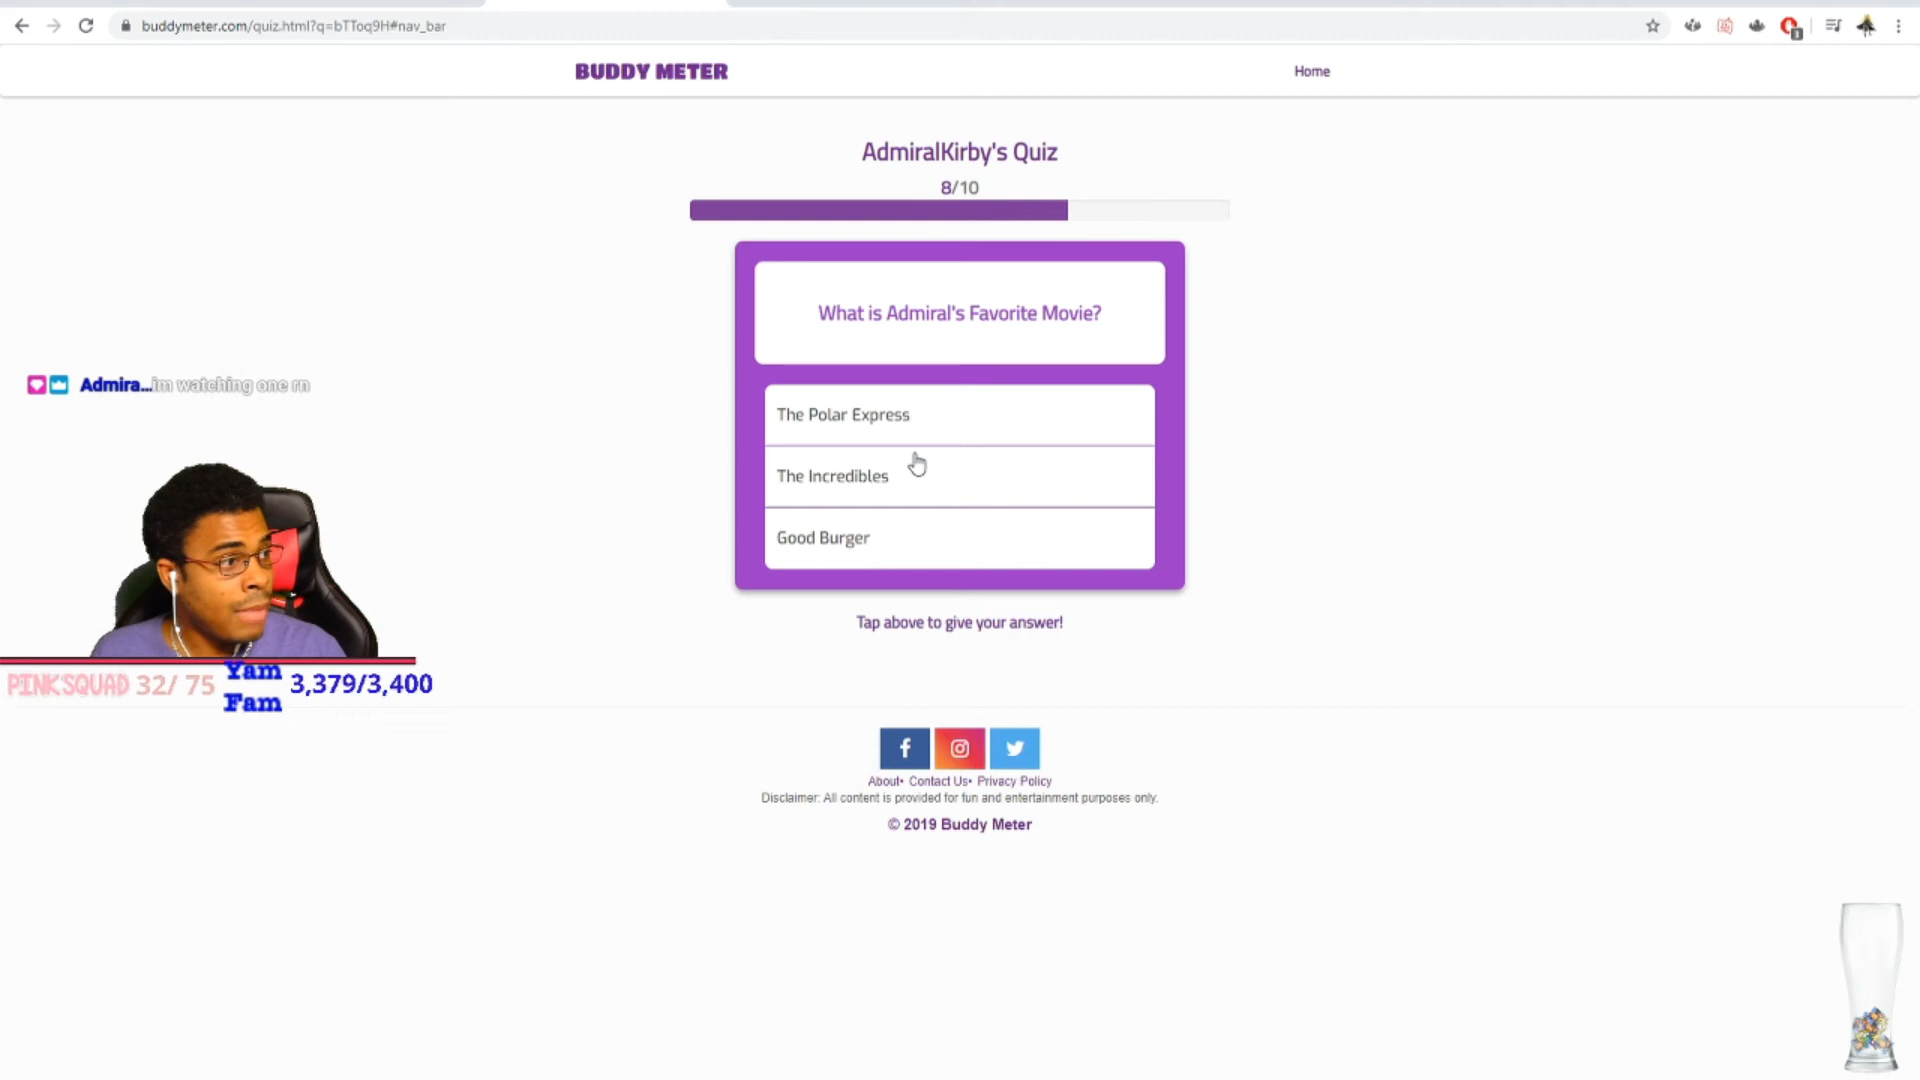 buddymeter.com/quiz.html?q=bTToq9H#nav_bar
3
BUDDY METER
Home
AdmiralKirby's Quiz
8/10
What is Admiral's Favorite Movie?
The Polar Express
The Incredibles
Good Burger
Tap above to give your answer!
Admira...im watching one rn
PINK SQUAD 32/ 75
Yam Fam 3,379/3,400
About• Contact Us• Privacy Policy
Disclaimer: All content is provided for fun and entertainment purposes only.
© 2019 Buddy Meter